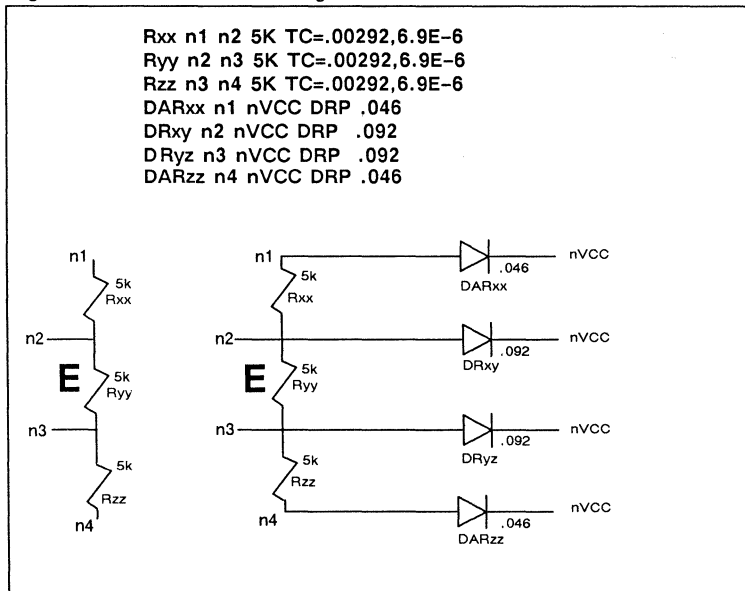 Rxx n1 n2 5K TC=.00292,6.9E-6
Ryy n2 n3 5K TC=.00292,6.9E-6
Rzz n3 n4 5K TC=.00292,6.9E-6
DARxx n1 nVCC DRP .046
DRxy n2 nVCC DRP .092
DRyz n3 nVCC DRP .092
DARzz n4 nVCC DRP .046
n1
5k
Rxx
n2
E
5k
Ryy
n3
5k
Rzz
n4
n1
5k
Rxx
.046
DARxx
nVCC
n2
.092
DRxy
nVCC
E
5k
Ryy
n3
.092
DRyz
nVCC
5k
Rzz
n4
.046
DARzz
nVCC